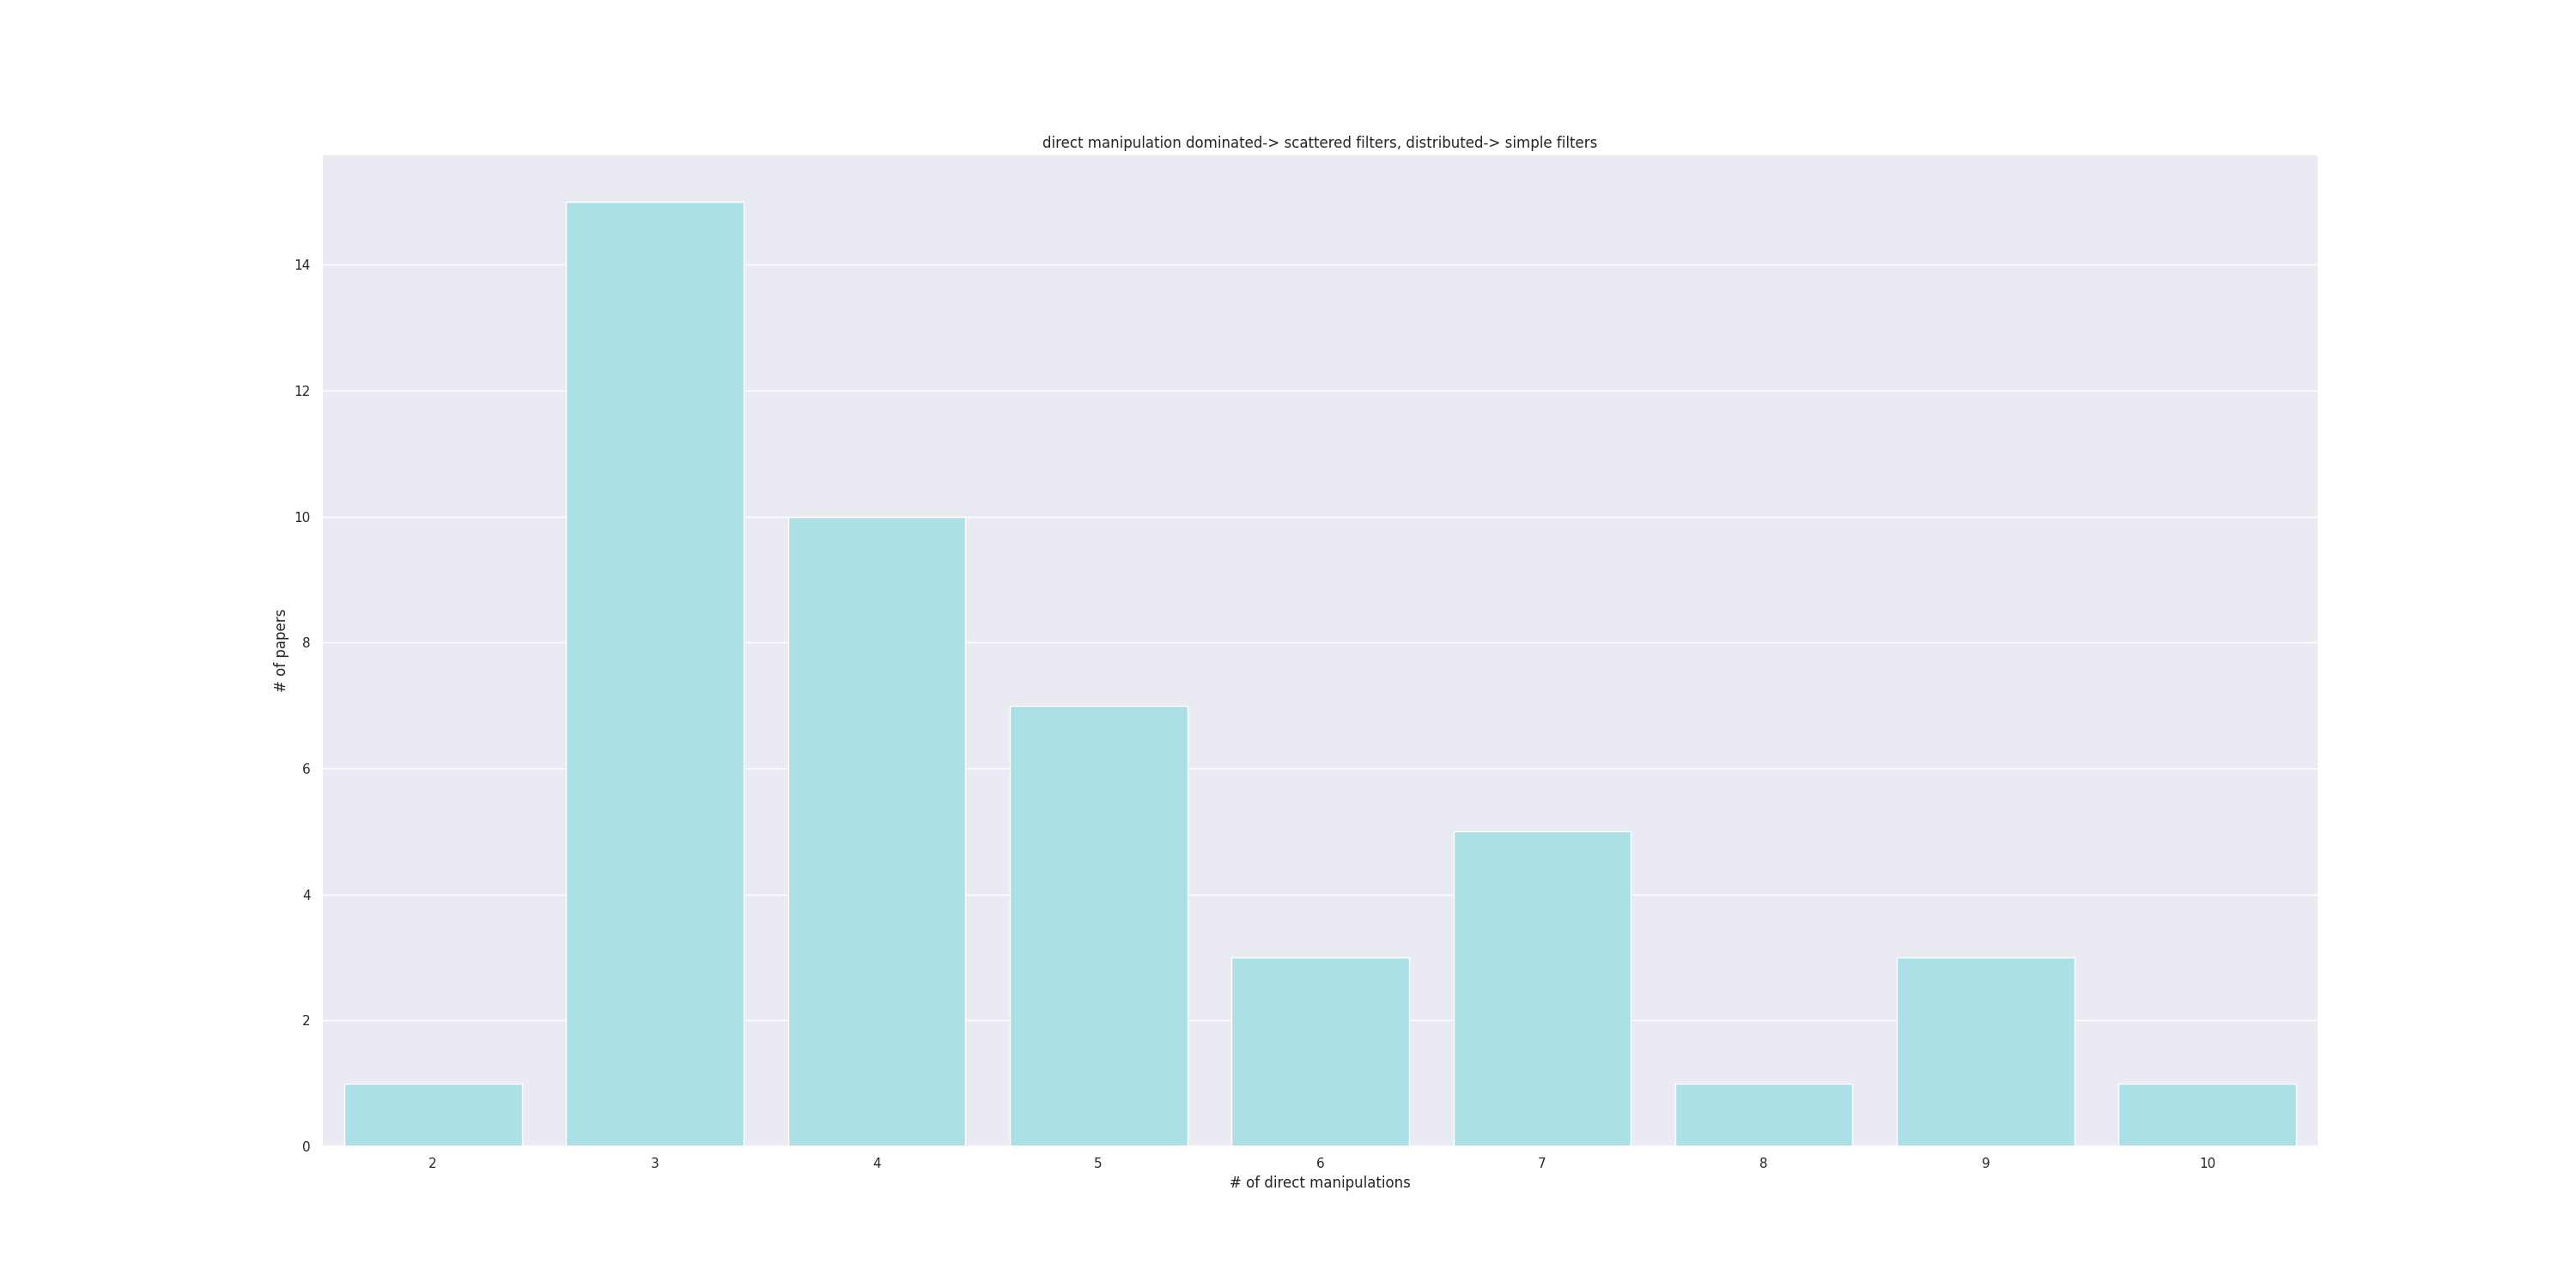 direct manipulation dominated-> scattered filters, distributed-> simple filters
14
12
10
8
6
4
2
0
# of papers
2 3 4 5 6 7 8 9 10
# of direct manipulations